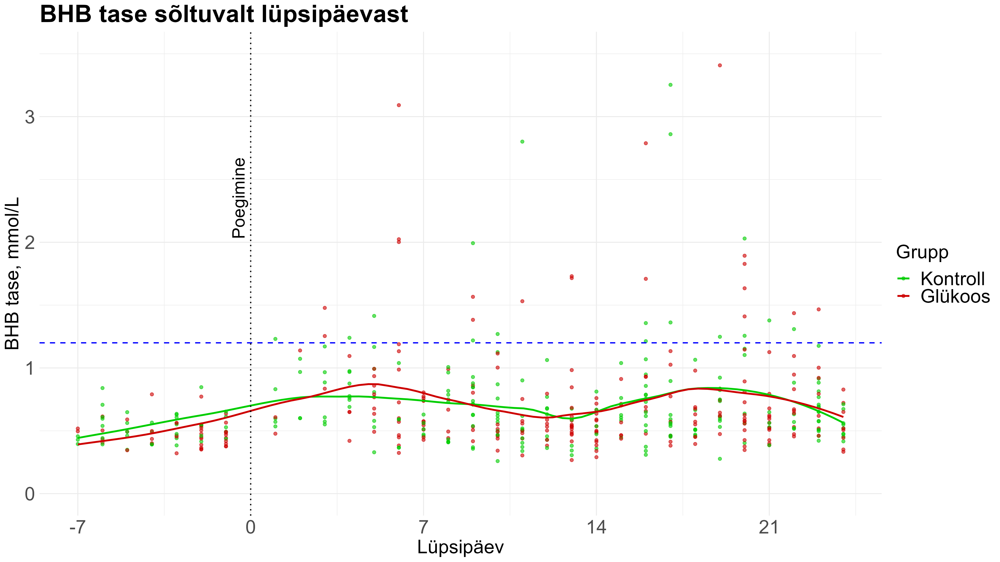 BHB tase sõltuvalt lüpsipäevast
BHB tase, mmol/L
3
2
1
0
Poegimine
-7
0
7
14
21
Lüpsipäev
Grupp
Kontroll
Glükoos